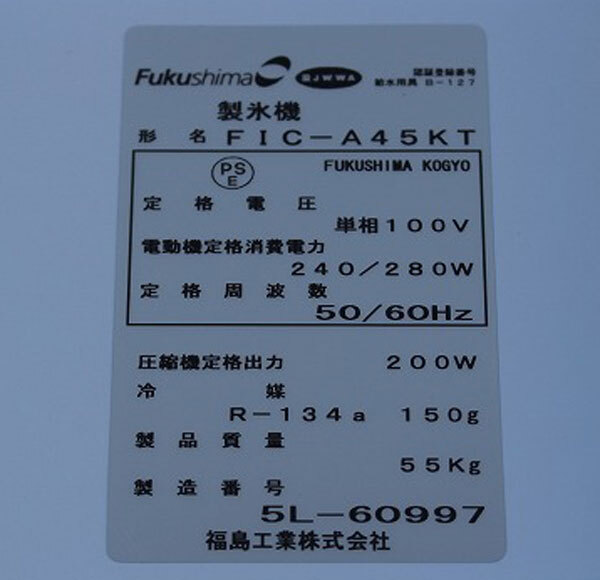 Fukushima BJWWA 認証登録番号
給水用具 B-127
製氷機
形名 FIC-A45KT
PSE FUKUSHIMA KOGYO
定格電圧
単相100V
電動機定格消費電力
240/280W
定格周波数
50/60Hz
圧縮機定格出力 200W
冷媒
R-134a 150g
製品質量
55Kg
製造番号
5L-60997
福島工業株式会社